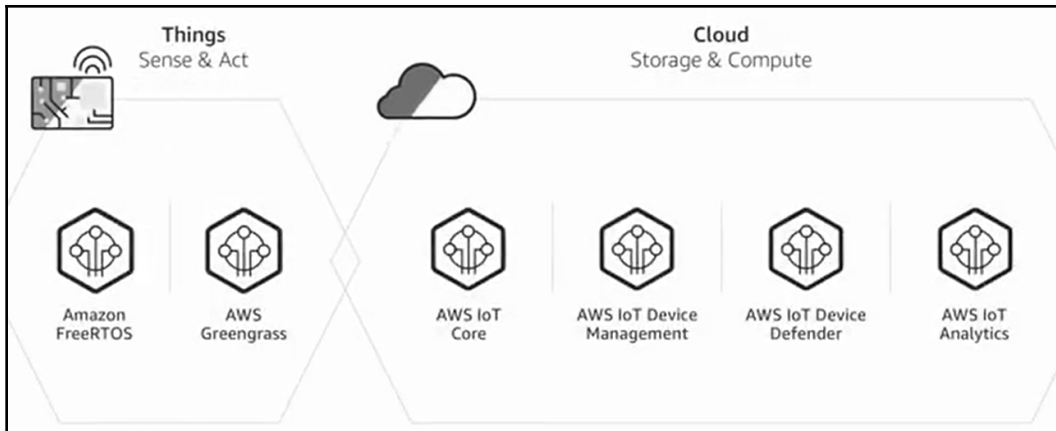 Things
Sense & Act
Cloud
Storage & Compute
Amazon
FreeRTOS
AWS
Greengrass
AWS IoT
Core
AWS IoT Device
Management
AWS IoT Device
Defender
AWS IoT
Analytics